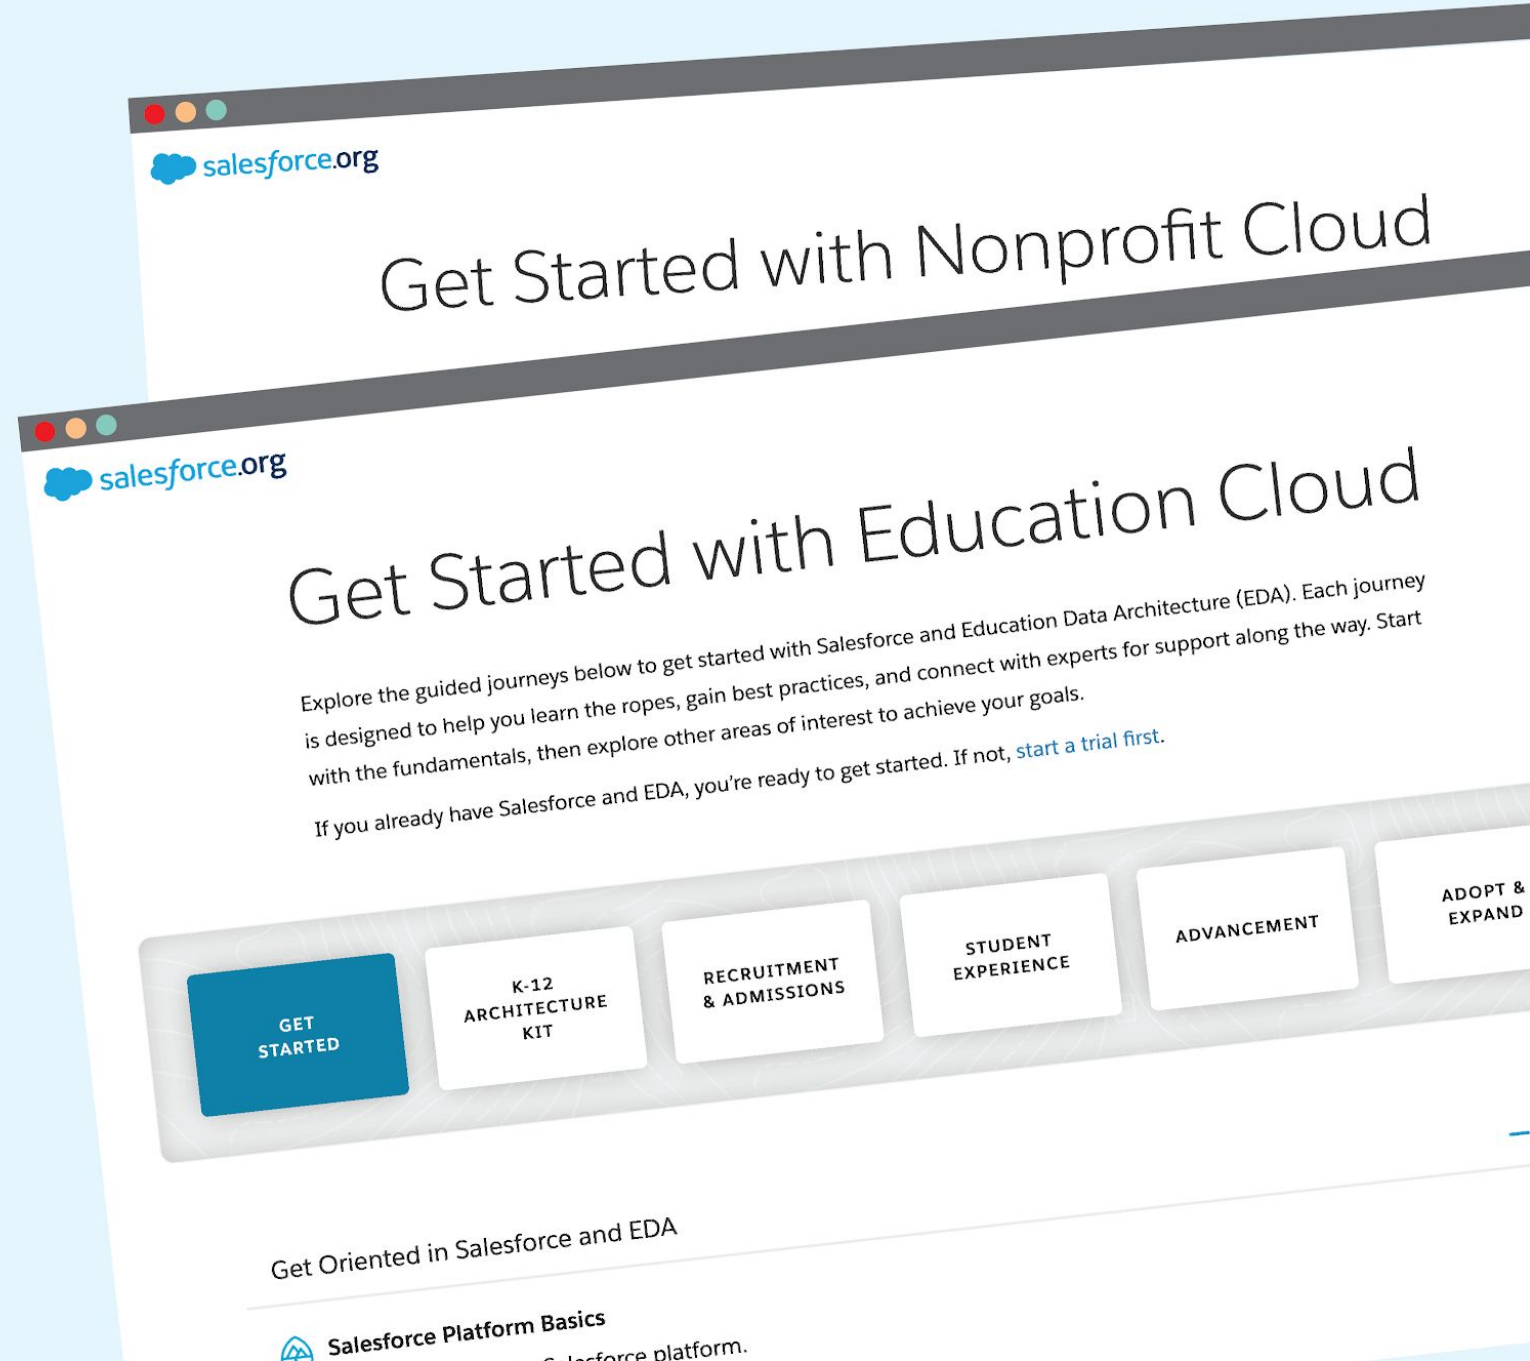 salesforce.org
Get Started with Nonprofit Cloud
salesforce.org
Get Started with Education Cloud
Explore the guided journeys below to get started with Salesforce and Education Data Architecture (EDA). Each journey
is designed to help you learn the ropes, gain best practices, and connect with experts for support along the way. Start
with the fundamentals, then explore other areas of interest to achieve your goals.
If you already have Salesforce and EDA, you're ready to get started. If not, start a trial first.
GET
STARTED
K-12
ARCHITECTURE
KIT
RECRUITMENT
& ADMISSIONS
STUDENT
EXPERIENCE
ADVANCEMENT
ADOPT &
EXPAND
Get Oriented in Salesforce and EDA
Salesforce Platform Basics
platform.